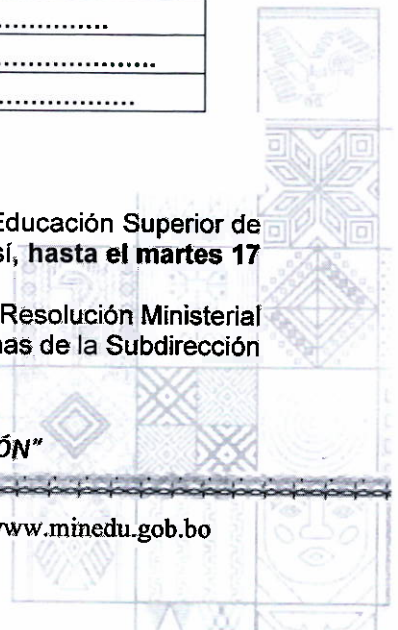 ....................
..............................
..........................
Educación Superior de
sí, hasta el martes 17
Resolución Ministerial
nas de la Subdirección
ÓN"
www.minedu.gob.bo